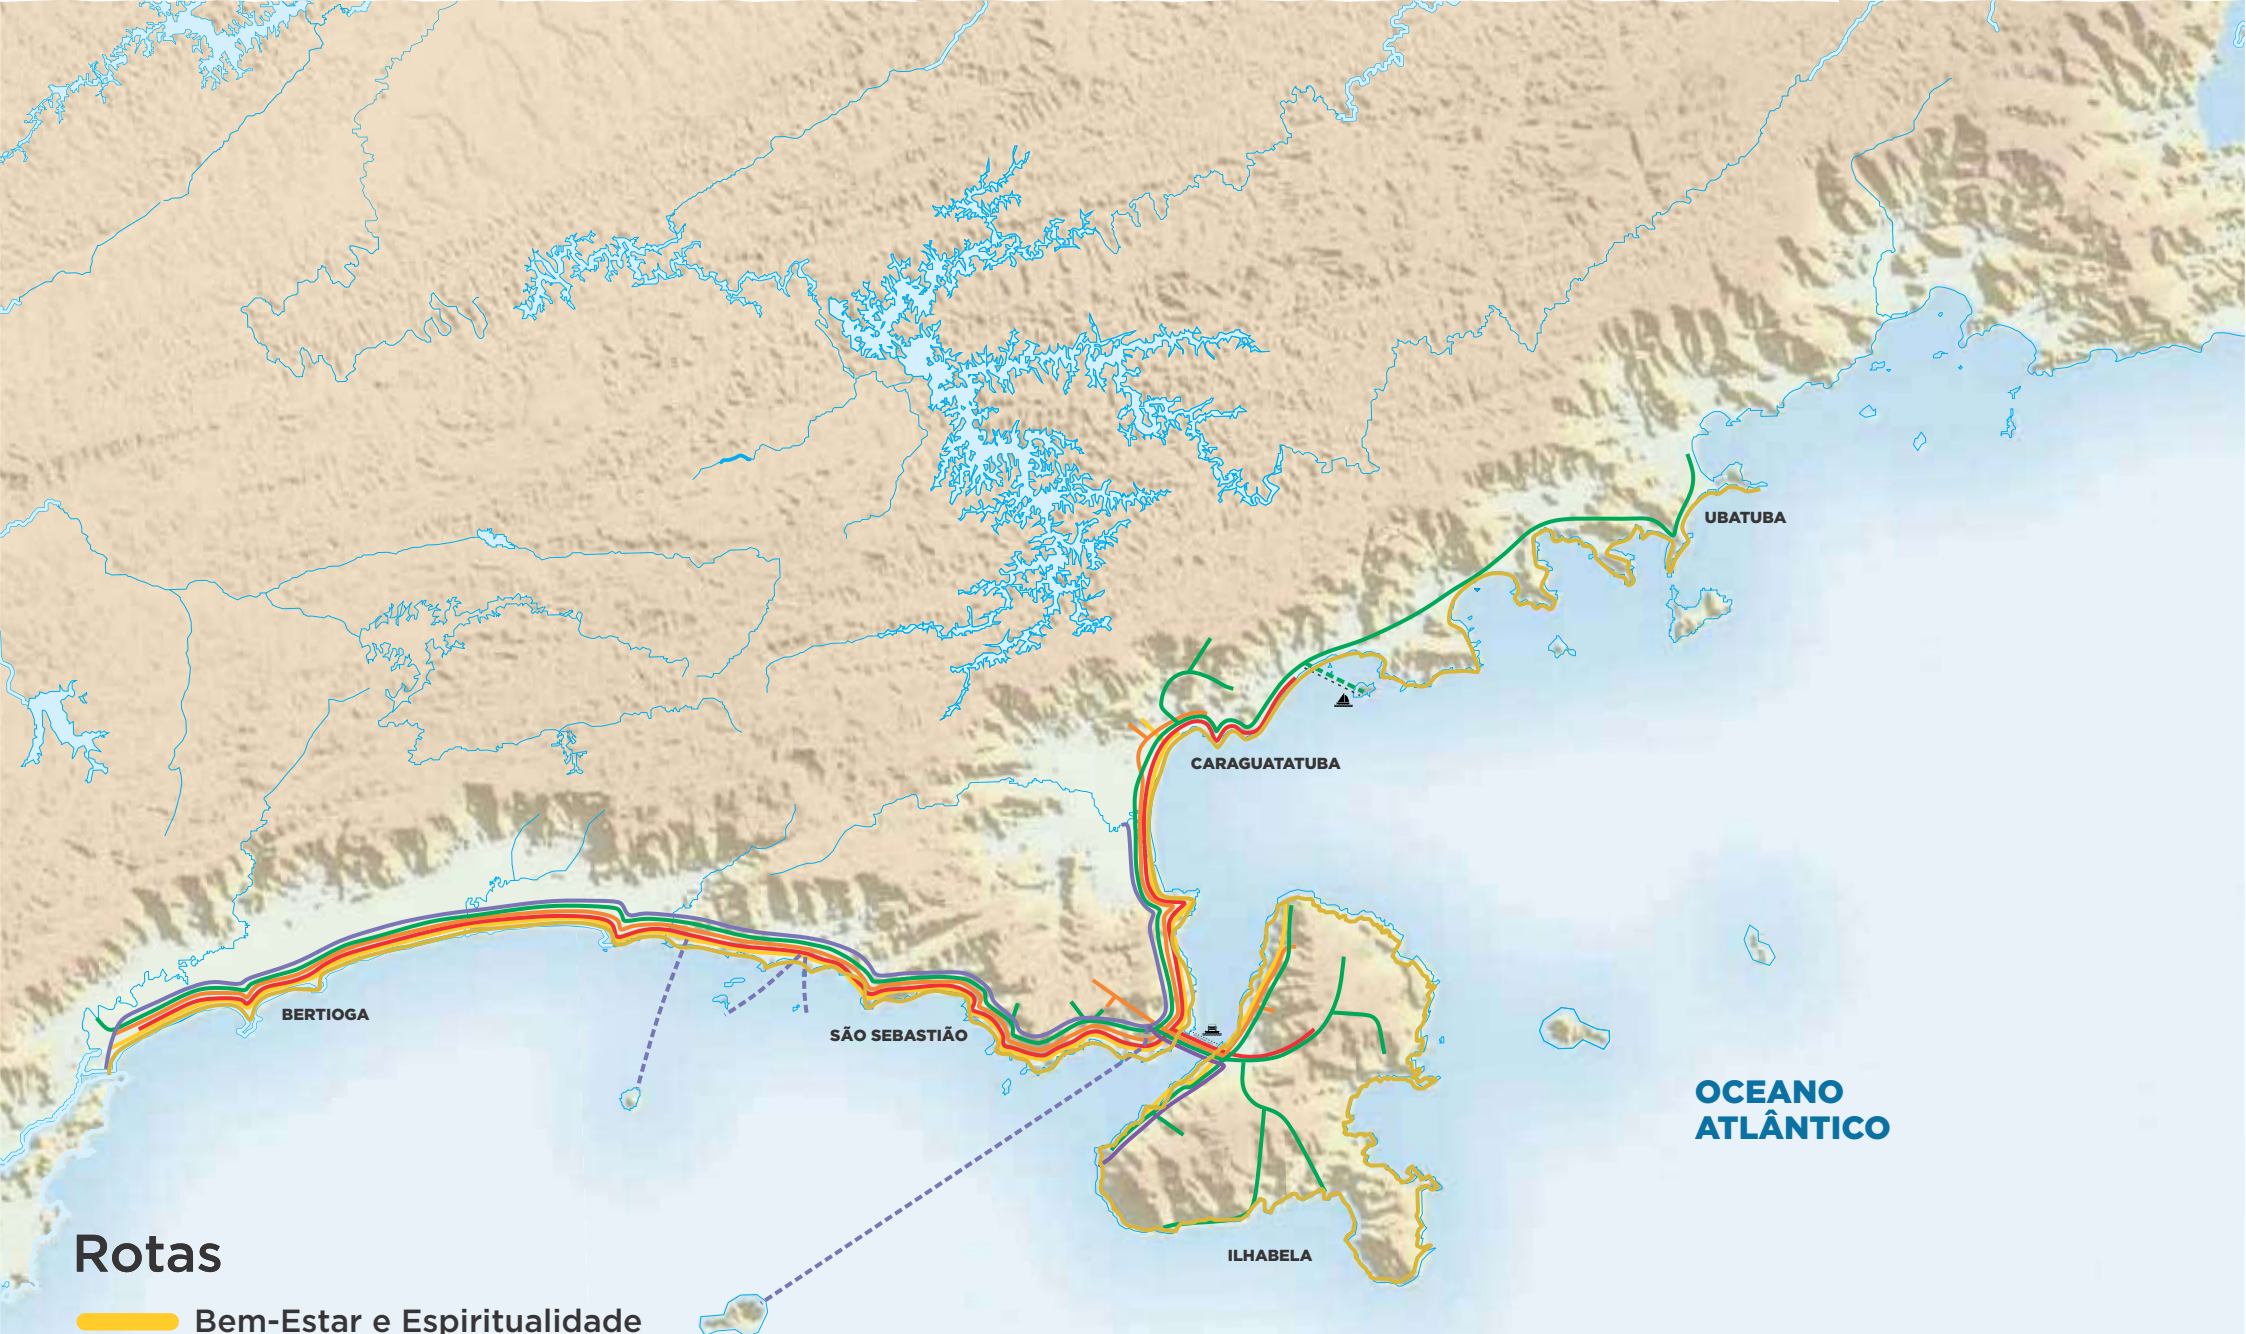 UBATUBA
CARAGUATATUBA
BERTIOGA
SÃO SEBASTIÃO
OCEANO
ATLÂNTICO
ILHABELA
Rotas
Bem-Estar e Espiritualidade